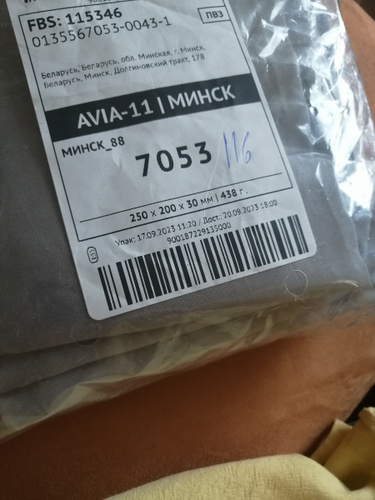 FBS: 115346
ПВЗ
0135567053-0043-1
Беларусь, Беларусь, обл. Минская, г. Минск,
Беларусь, Минск, Долгиновский тракт, 178
AVIA-11 | МИНСК
МИНСК_88
7053 116
250 x 200 x 30 мм | 438 г.
Упак: 17.09.2023 11:20 / Дост: 20.09.2023 18:00
900187229135000